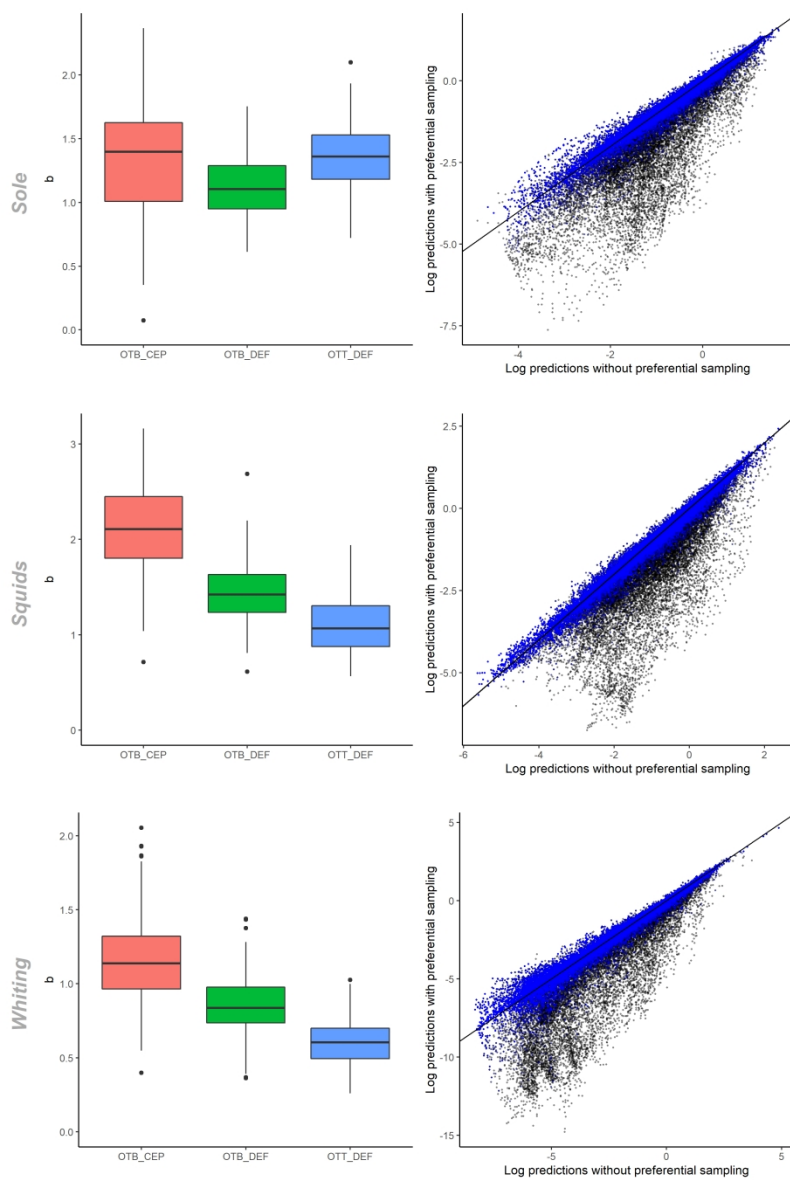 Sole
b
2.0
1.5
1.0
0.5
0.0
OTB_CEP OTB_DEF OTT_DEF
Log predictions with preferential sampling
0.0
-2.5
-5.0
-7.5
-4 -2 0
Log predictions without preferential sampling
Squids
b
3
2
1
0
OTB_CEP OTB_DEF OTT_DEF
Log predictions with preferential sampling
2.5
0.0
-2.5
-5.0
-6 -4 -2 0 2
Log predictions without preferential sampling
Whiting
b
2.0
1.5
1.0
0.5
0.0
OTB_CEP OTB_DEF OTT_DEF
Log predictions with preferential sampling
5
0
-5
-10
-15
-5 0 5
Log predictions without preferential sampling